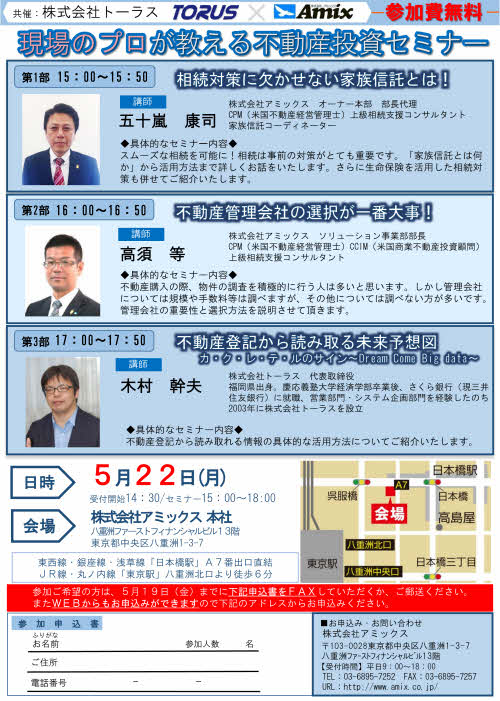 共催：株式会社トーラス TORUS × Amix 参加費無料
現場のプロが教える不動産投資セミナー
第1部 15：00～15：50 相続対策に欠かせない家族信託とは！
講師
五十嵐 康司
株式会社アミックス オーナー本部 部長代理
CPM（米国不動産経営管理士）上級相続支援コンサルタント
家族信託コーディネーター
◆具体的なセミナー内容◆
スムーズな相続を可能に！相続は事前の対策がとても重要です。「家族信託とは何
か」から活用方法まで詳しくお話をいたします。さらに生命保険を活用した相続対
策も併せてご紹介いたします。
第2部 16：00～16：50 不動産管理会社の選択が一番大事！
講師
高須 等
株式会社アミックス ソリューション事業部部長
CPM（米国不動産経営管理士）CCIM（米国商業不動産投資顧問）
上級相続支援コンサルタント
◆具体的なセミナー内容◆
不動産購入の際、物件の調査を積極的に行う人は多いと思います。しかし管理会社
については規模や手数料等は調べますが、その他については調べない方が多いです。
管理会社の重要性と選択方法を説明させて頂きます。
第3部 17：00～17：50 不動産登記から読み取る未来予想図
カ・ク・レ・テ・ルのサイン～Dream Come Big data～
講師
木村 幹夫
株式会社トーラス 代表取締役
福岡県出身。慶応義塾大学経済学部卒業後、さくら銀行（現三井
住友銀行）に就職、営業部門・システム企画部門を経験したのち
2003年に株式会社トーラスを設立
◆具体的なセミナー内容◆
不動産登記から読み取れる情報の具体的な活用方法についてご紹介いたします。
日時
５月２２日(月)
受付開始14：30/セミナー15：00～18:00
会場
株式会社アミックス 本社
八重洲ファーストフィナンシャルビル１３階
東京都中央区八重洲1-3-7
東西線・銀座線・浅草線「日本橋駅」A７番出口直結
ＪＲ線・丸ノ内線「東京駅」八重洲北口より徒歩６分
日本橋駅
A7
呉服橋
日本橋
会場
高島屋
八重洲北口
東京駅
八重洲中央口
日本橋三丁目
参加ご希望の方は、５月１９日（金）までに下記申込書をＦＡＸしていただくか、ご郵送ください。
またＷＥＢからもお申込みができますので下記のアドレスからお申込みください。
参 加 申 込 書
ふりがな
お名前 参加人数 名
ご住所
電話番号 － －
■お申込み・お問い合わせ
株式会社アミックス
〒103-0028東京都中央区八重洲1-3-7
八重洲ファーストフィナンシャルビル13階
【受付時間】平日9：00～18：00
TEL：03-6895-7252 FAX：03-6895-7257
URL：http://www.amix.co.jp/